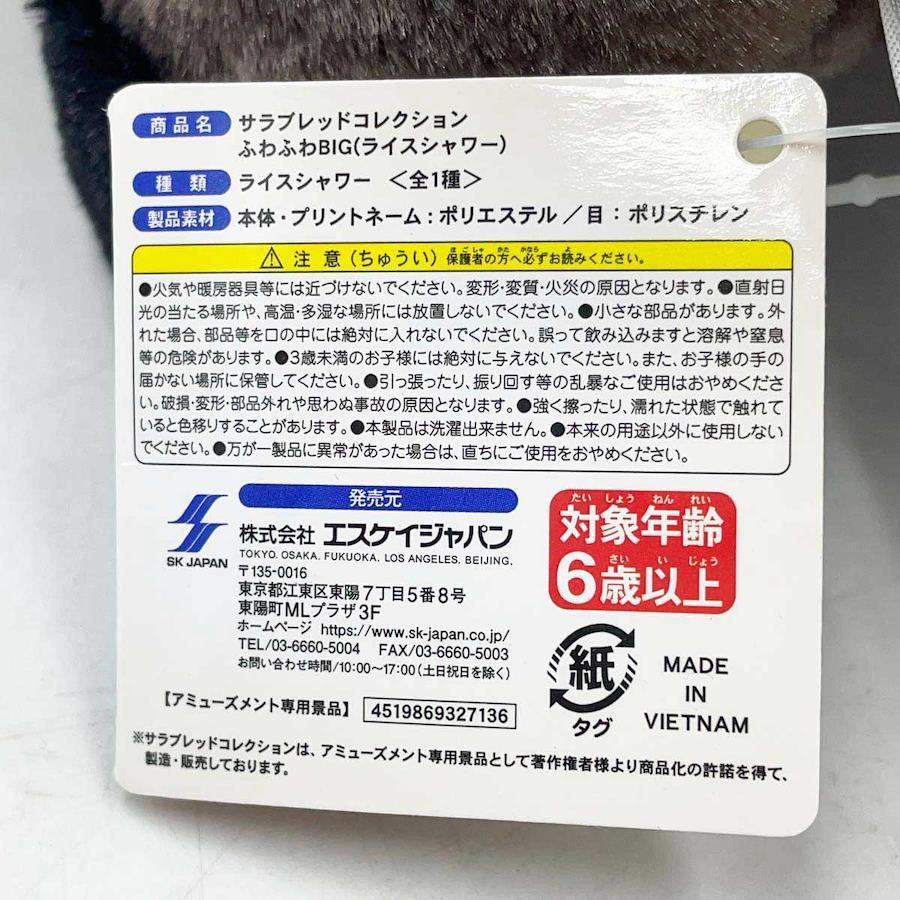 商品名 サラブレッドコレクション
ふわふわBIG(ライスシャワー)
種類 ライスシャワー <全1種>
製品素材 本体・プリントネーム:ポリエステル/目:ポリスチレン
⚠ 注意(ちゅうい) 保護者の方へ必ずお読みください。
ほごしゃ かた かなら よ
●火気や暖房器具等には近づけないでください。変形・変質・火災の原因となります。●直射日
光の当たる場所や、高温・多湿な場所には放置しないでください。●小さな部品があります。外
れた場合、部品等を口の中には絶対に入れないでください。誤って飲み込みますと溶解や窒息
等の危険があります。●3歳未満のお子様には絶対に与えないでください。また、お子様の手の
届かない場所に保管してください。●引っ張ったり、振り回す等の乱暴なご使用はおやめくださ
い。破損・変形・部品外れや思わぬ事故の原因となります。●強く擦ったり、濡れた状態で触れて
いると色移りすることがあります。●本製品は洗濯出来ません。●本来の用途以外に使用しない
でください。●万が一製品に異常があった場合は、直ちにご使用をおやめください。
SK JAPAN
発売元
株式会社 エスケイジャパン
TOKYO. OSAKA. FUKUOKA. LOS ANGELES. BEIJING.
〒135-0016
東京都江東区東陽7丁目5番8号
東陽町MLプラザ3F
ホームページ https://www.sk-japan.co.jp/
TEL/03-6660-5004 FAX/03-6660-5003
お問い合わせ時間/10:00〜17:00(土日祝日を除く)
たいしょうねんれい
対象年齢
さいいじょう
6歳以上
紙
タグ
MADE
IN
VIETNAM
【アミューズメント専用景品】 4519869327136
※サラブレッドコレクションは、アミューズメント専用景品として著作権者様より商品化の許諾を得て、
製造・販売しております。